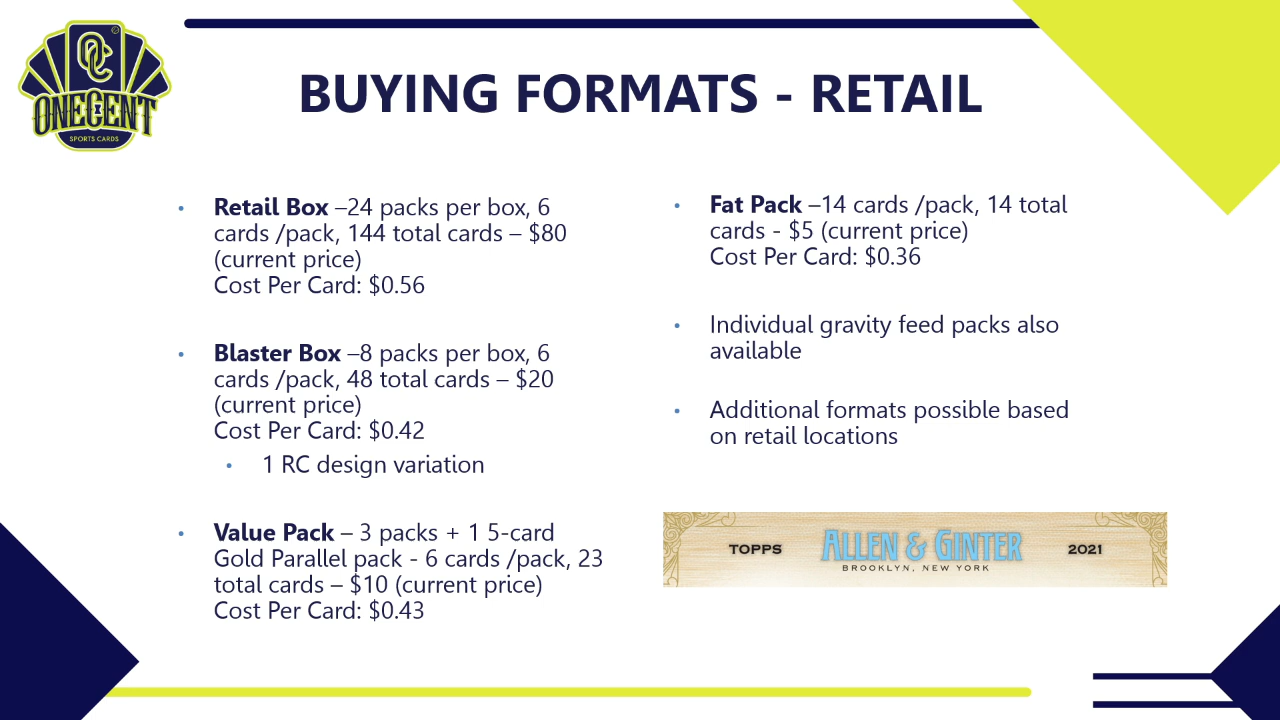 OC
ONECENT
SPORTS CARDS
BUYING FORMATS - RETAIL
• Retail Box –24 packs per box, 6
cards /pack, 144 total cards – $80
(current price)
Cost Per Card: $0.56
• Blaster Box –8 packs per box, 6
cards /pack, 48 total cards – $20
(current price)
Cost Per Card: $0.42
• 1 RC design variation
• Value Pack – 3 packs + 1 5-card
Gold Parallel pack - 6 cards /pack, 23
total cards – $10 (current price)
Cost Per Card: $0.43
• Fat Pack –14 cards /pack, 14 total
cards - $5 (current price)
Cost Per Card: $0.36
• Individual gravity feed packs also
available
• Additional formats possible based
on retail locations
TOPPS ALLEN & GINTER 2021
BROOKLYN, NEW YORK